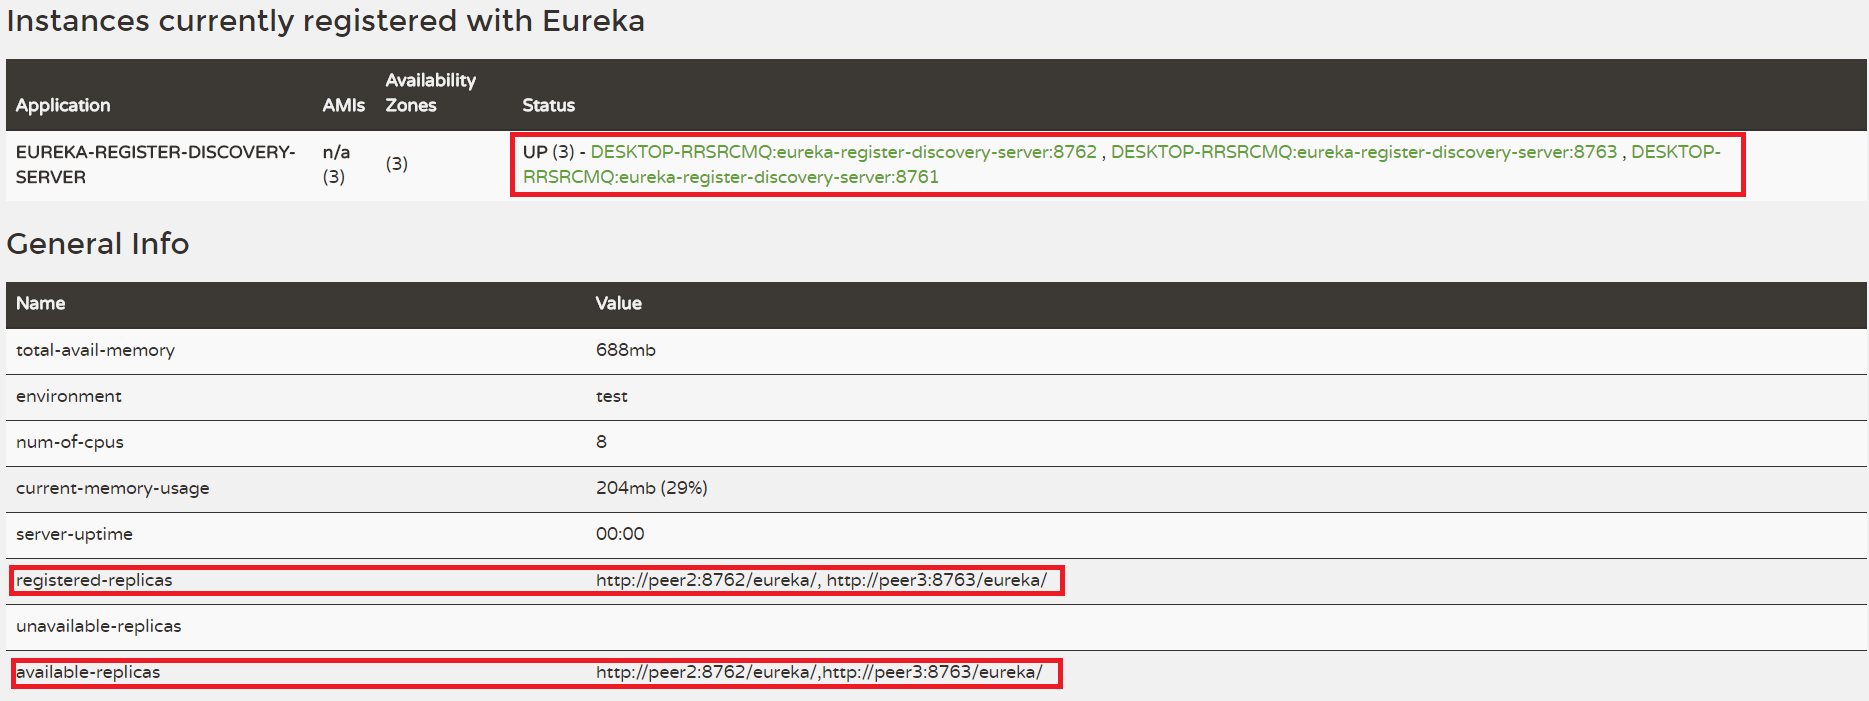 Instances currently registered with Eureka
Application AMIs Availability Zones Status
EUREKA-REGISTER-DISCOVERY-SERVER n/a (3) (3) UP (3) - DESKTOP-RRSRCMQ:eureka-register-discovery-server:8762 , DESKTOP-RRSRCMQ:eureka-register-discovery-server:8763 , DESKTOP-RRSRCMQ:eureka-register-discovery-server:8761
General Info
Name Value
total-avail-memory 688mb
environment test
num-of-cpus 8
current-memory-usage 204mb (29%)
server-uptime 00:00
registered-replicas http://peer2:8762/eureka/, http://peer3:8763/eureka/
unavailable-replicas
available-replicas http://peer2:8762/eureka/,http://peer3:8763/eureka/